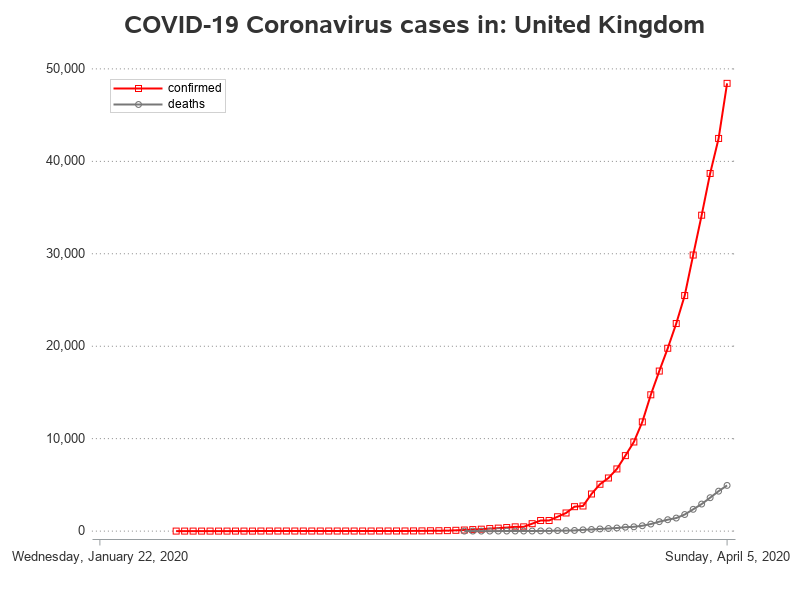 COVID-19 Coronavirus cases in: United Kingdom
50,000
confirmed
deaths
40,000
30,000
20,000
10,000
0
Wednesday, January 22, 2020 Sunday, April 5, 2020